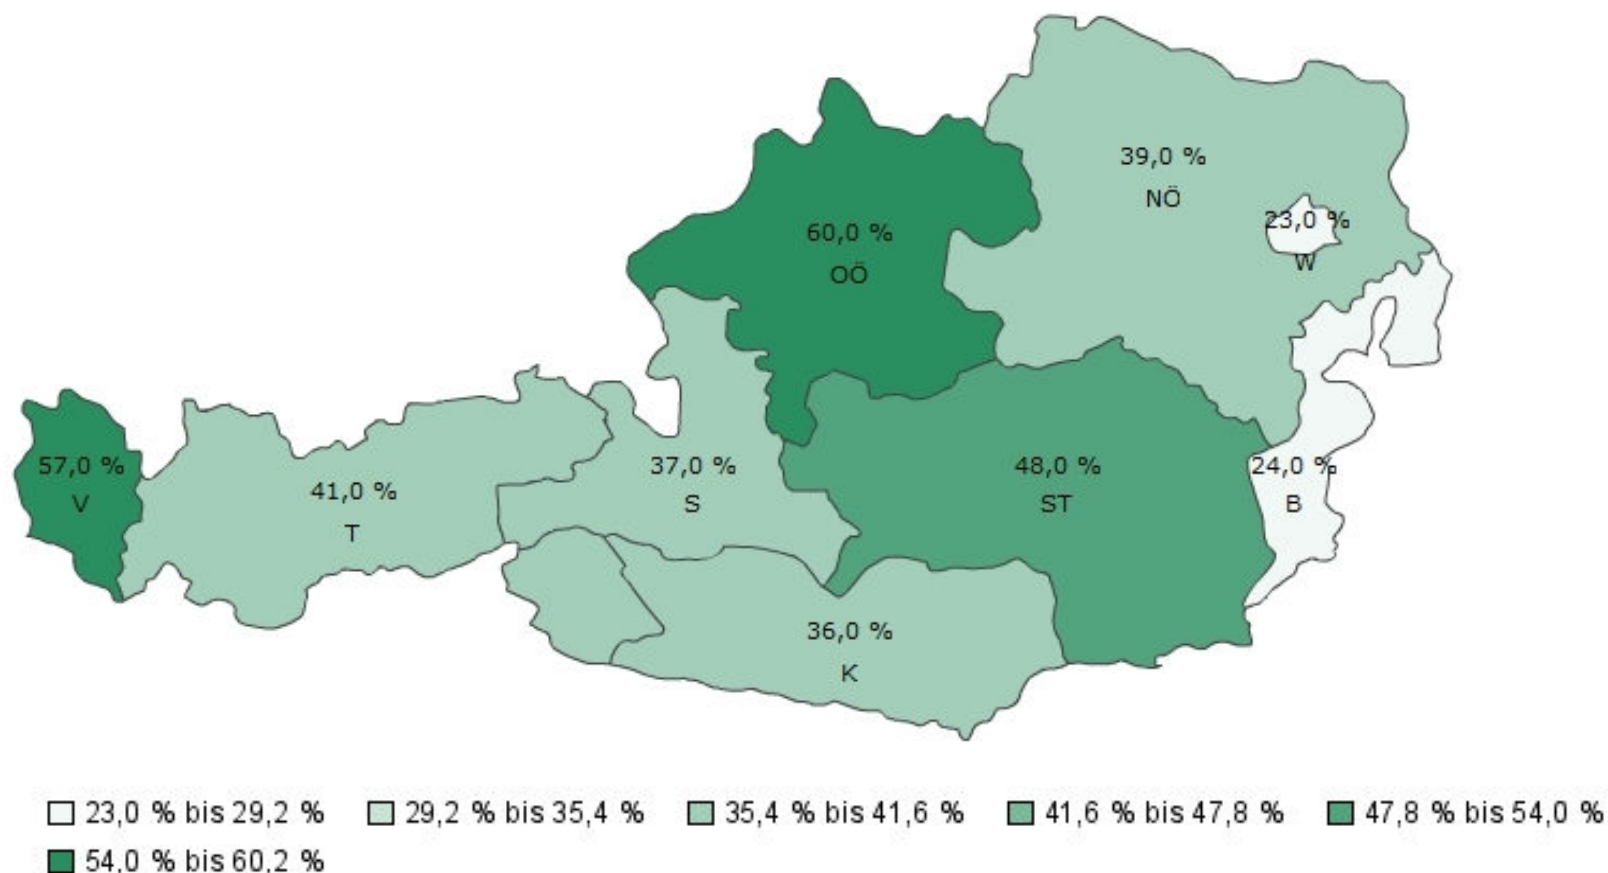 39,0 %
NÖ
23,0 %
W
60,0 %
OÖ
57,0 %
V
41,0 %
T
37,0 %
S
48,0 %
ST
24,0 %
B
36,0 %
K
23,0 % bis 29,2 %
29,2 % bis 35,4 %
35,4 % bis 41,6 %
41,6 % bis 47,8 %
47,8 % bis 54,0 %
54,0 % bis 60,2 %